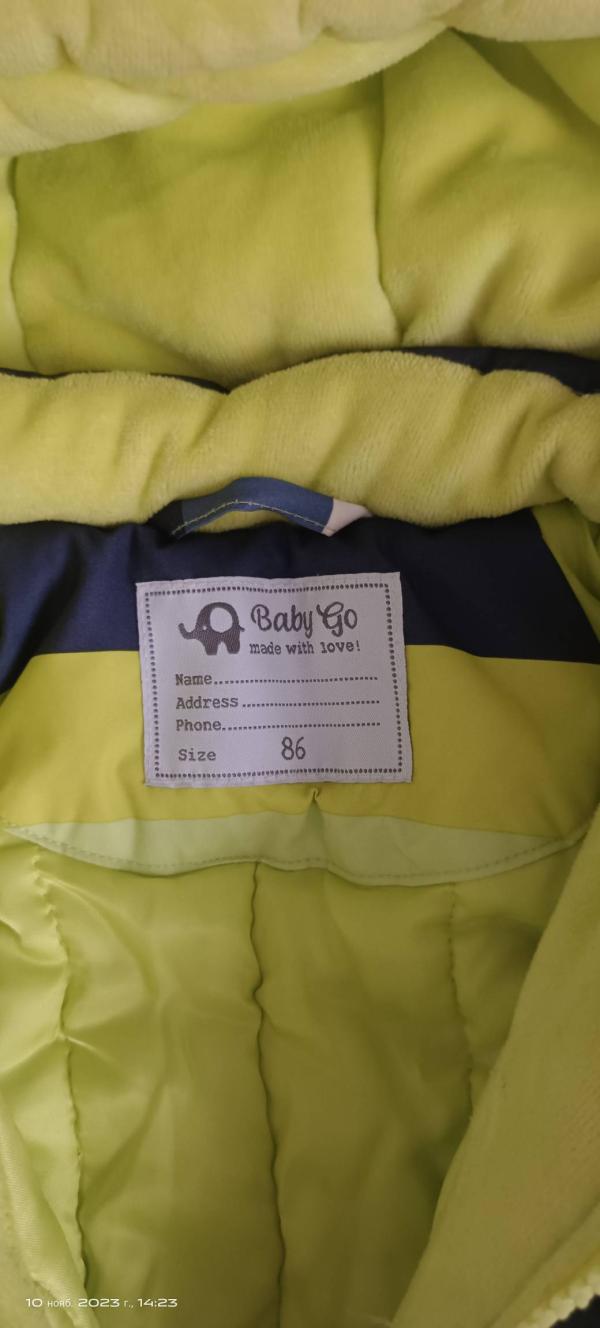 Baby Go
made with love!
Name..............................
Address..........................
Phone.............................
Size 86
10 нояб. 2023 г., 14:23